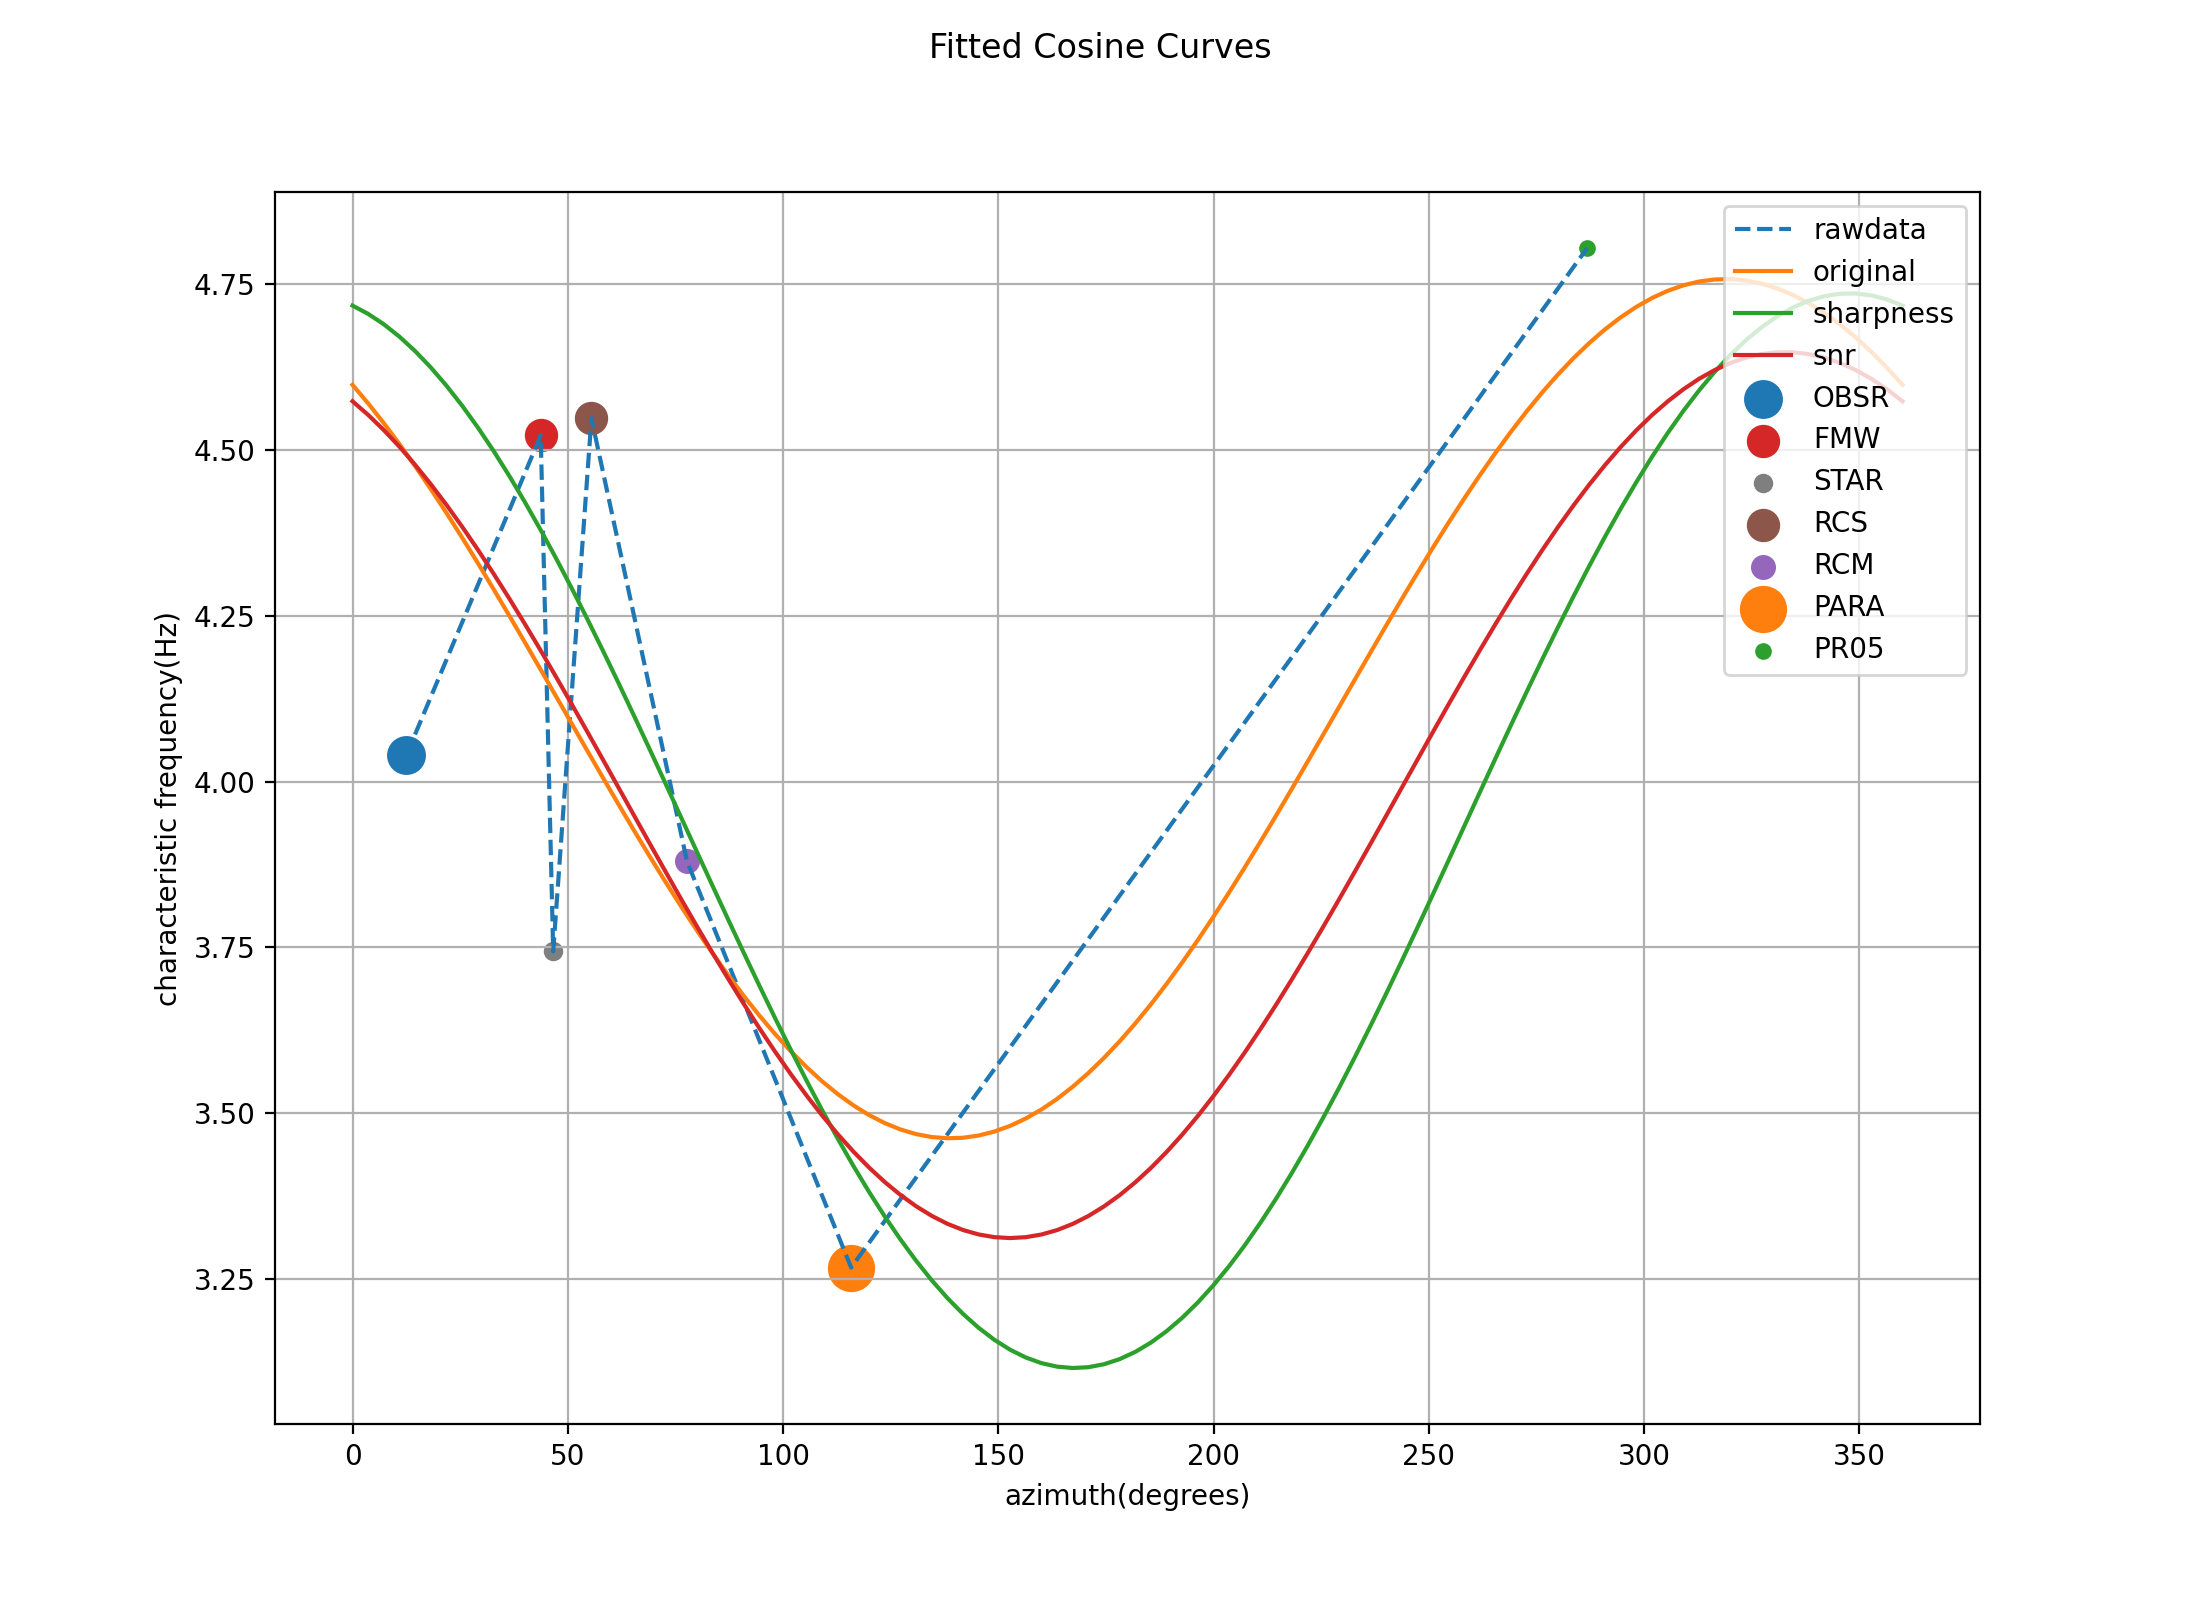 Fitted Cosine Curves
rawdata
original
sharpness
snr
OBSR
FMW
STAR
RCS
RCM
PARA
PR05
4.75
4.50
4.25
4.00
3.75
3.50
3.25
characteristic frequency(Hz)
0 50 100 150 200 250 300 350
azimuth(degrees)